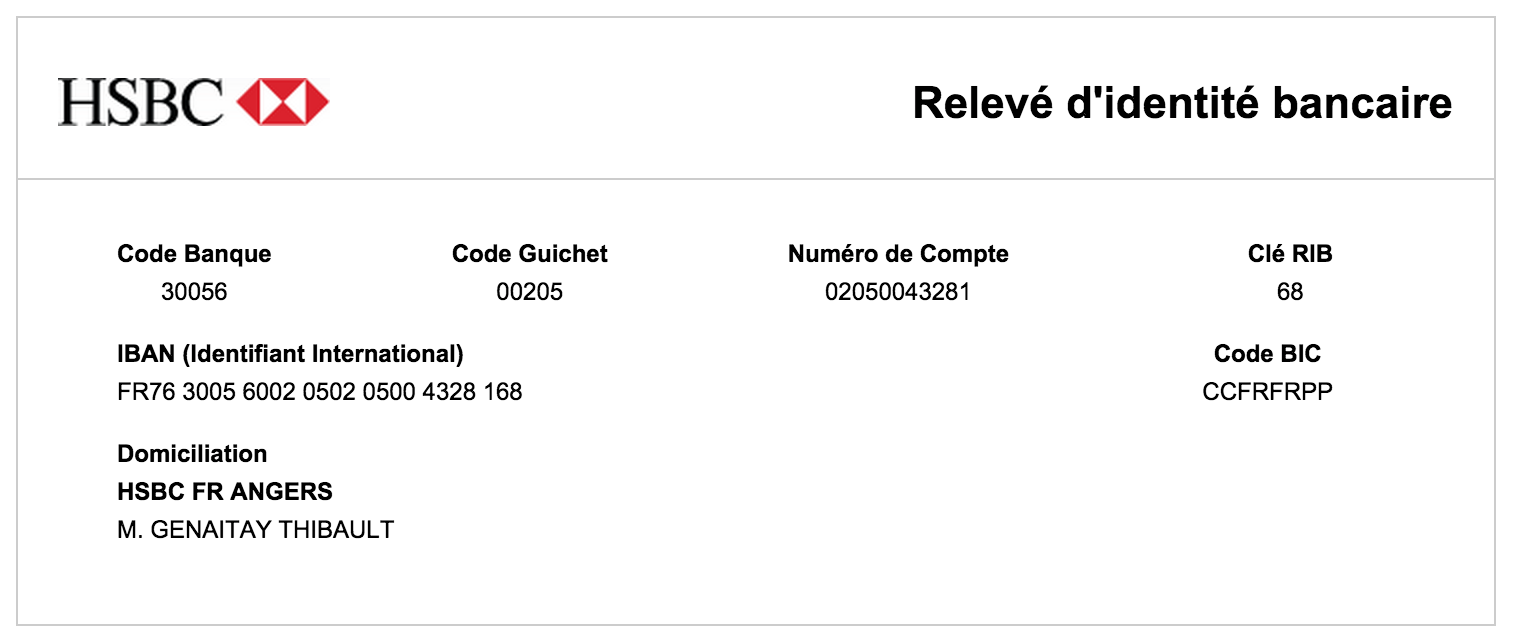 HSBC
Relevé d'identité bancaire
Code Banque Code Guichet Numéro de Compte Clé RIB
30056 00205 02050043281 68
IBAN (Identifiant International) Code BIC
FR76 3005 6002 0502 0500 4328 168 CCFRFRPP
Domiciliation
HSBC FR ANGERS
M. GENAITAY THIBAULT